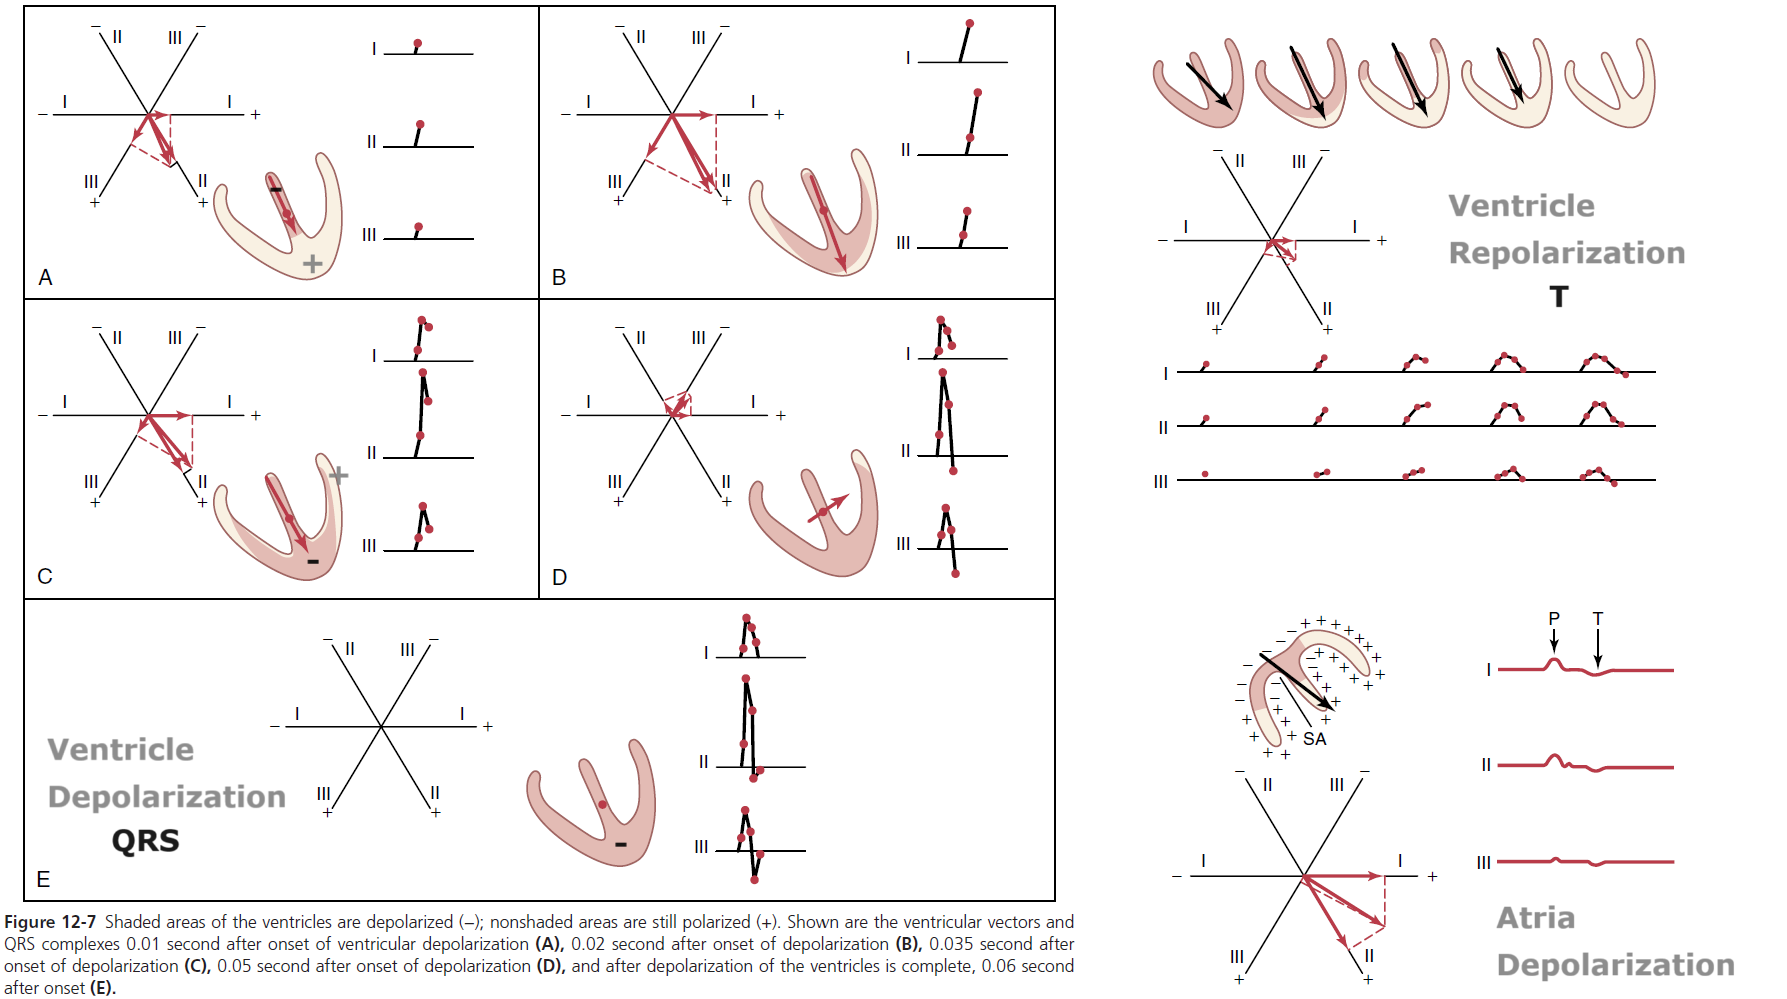 − II III −
− I I +
III II
+ +
− +
A
I
II
III
− II III −
− I I +
III II
+ +
B
I
II
III
− II III −
− I I +
III II
+ +
+ −
C
I
II
III
− II III −
− I I +
III II
+ +
D
I
II
III
− II III −
− I I +
III II
+ +
−
Ventricle
Depolarization
QRS
E
I
II
III
Figure 12-7 Shaded areas of the ventricles are depolarized (−); nonshaded areas are still polarized (+). Shown are the ventricular vectors and
QRS complexes 0.01 second after onset of ventricular depolarization (A), 0.02 second after onset of depolarization (B), 0.035 second after
onset of depolarization (C), 0.05 second after onset of depolarization (D), and after depolarization of the ventricles is complete, 0.06 second
after onset (E).
− II III −
− I I +
III II
+ +
Ventricle
Repolarization
T
I
II
III
SA
P T
I
II
III
− II III −
− I I +
III II
+ +
Atria
Depolarization